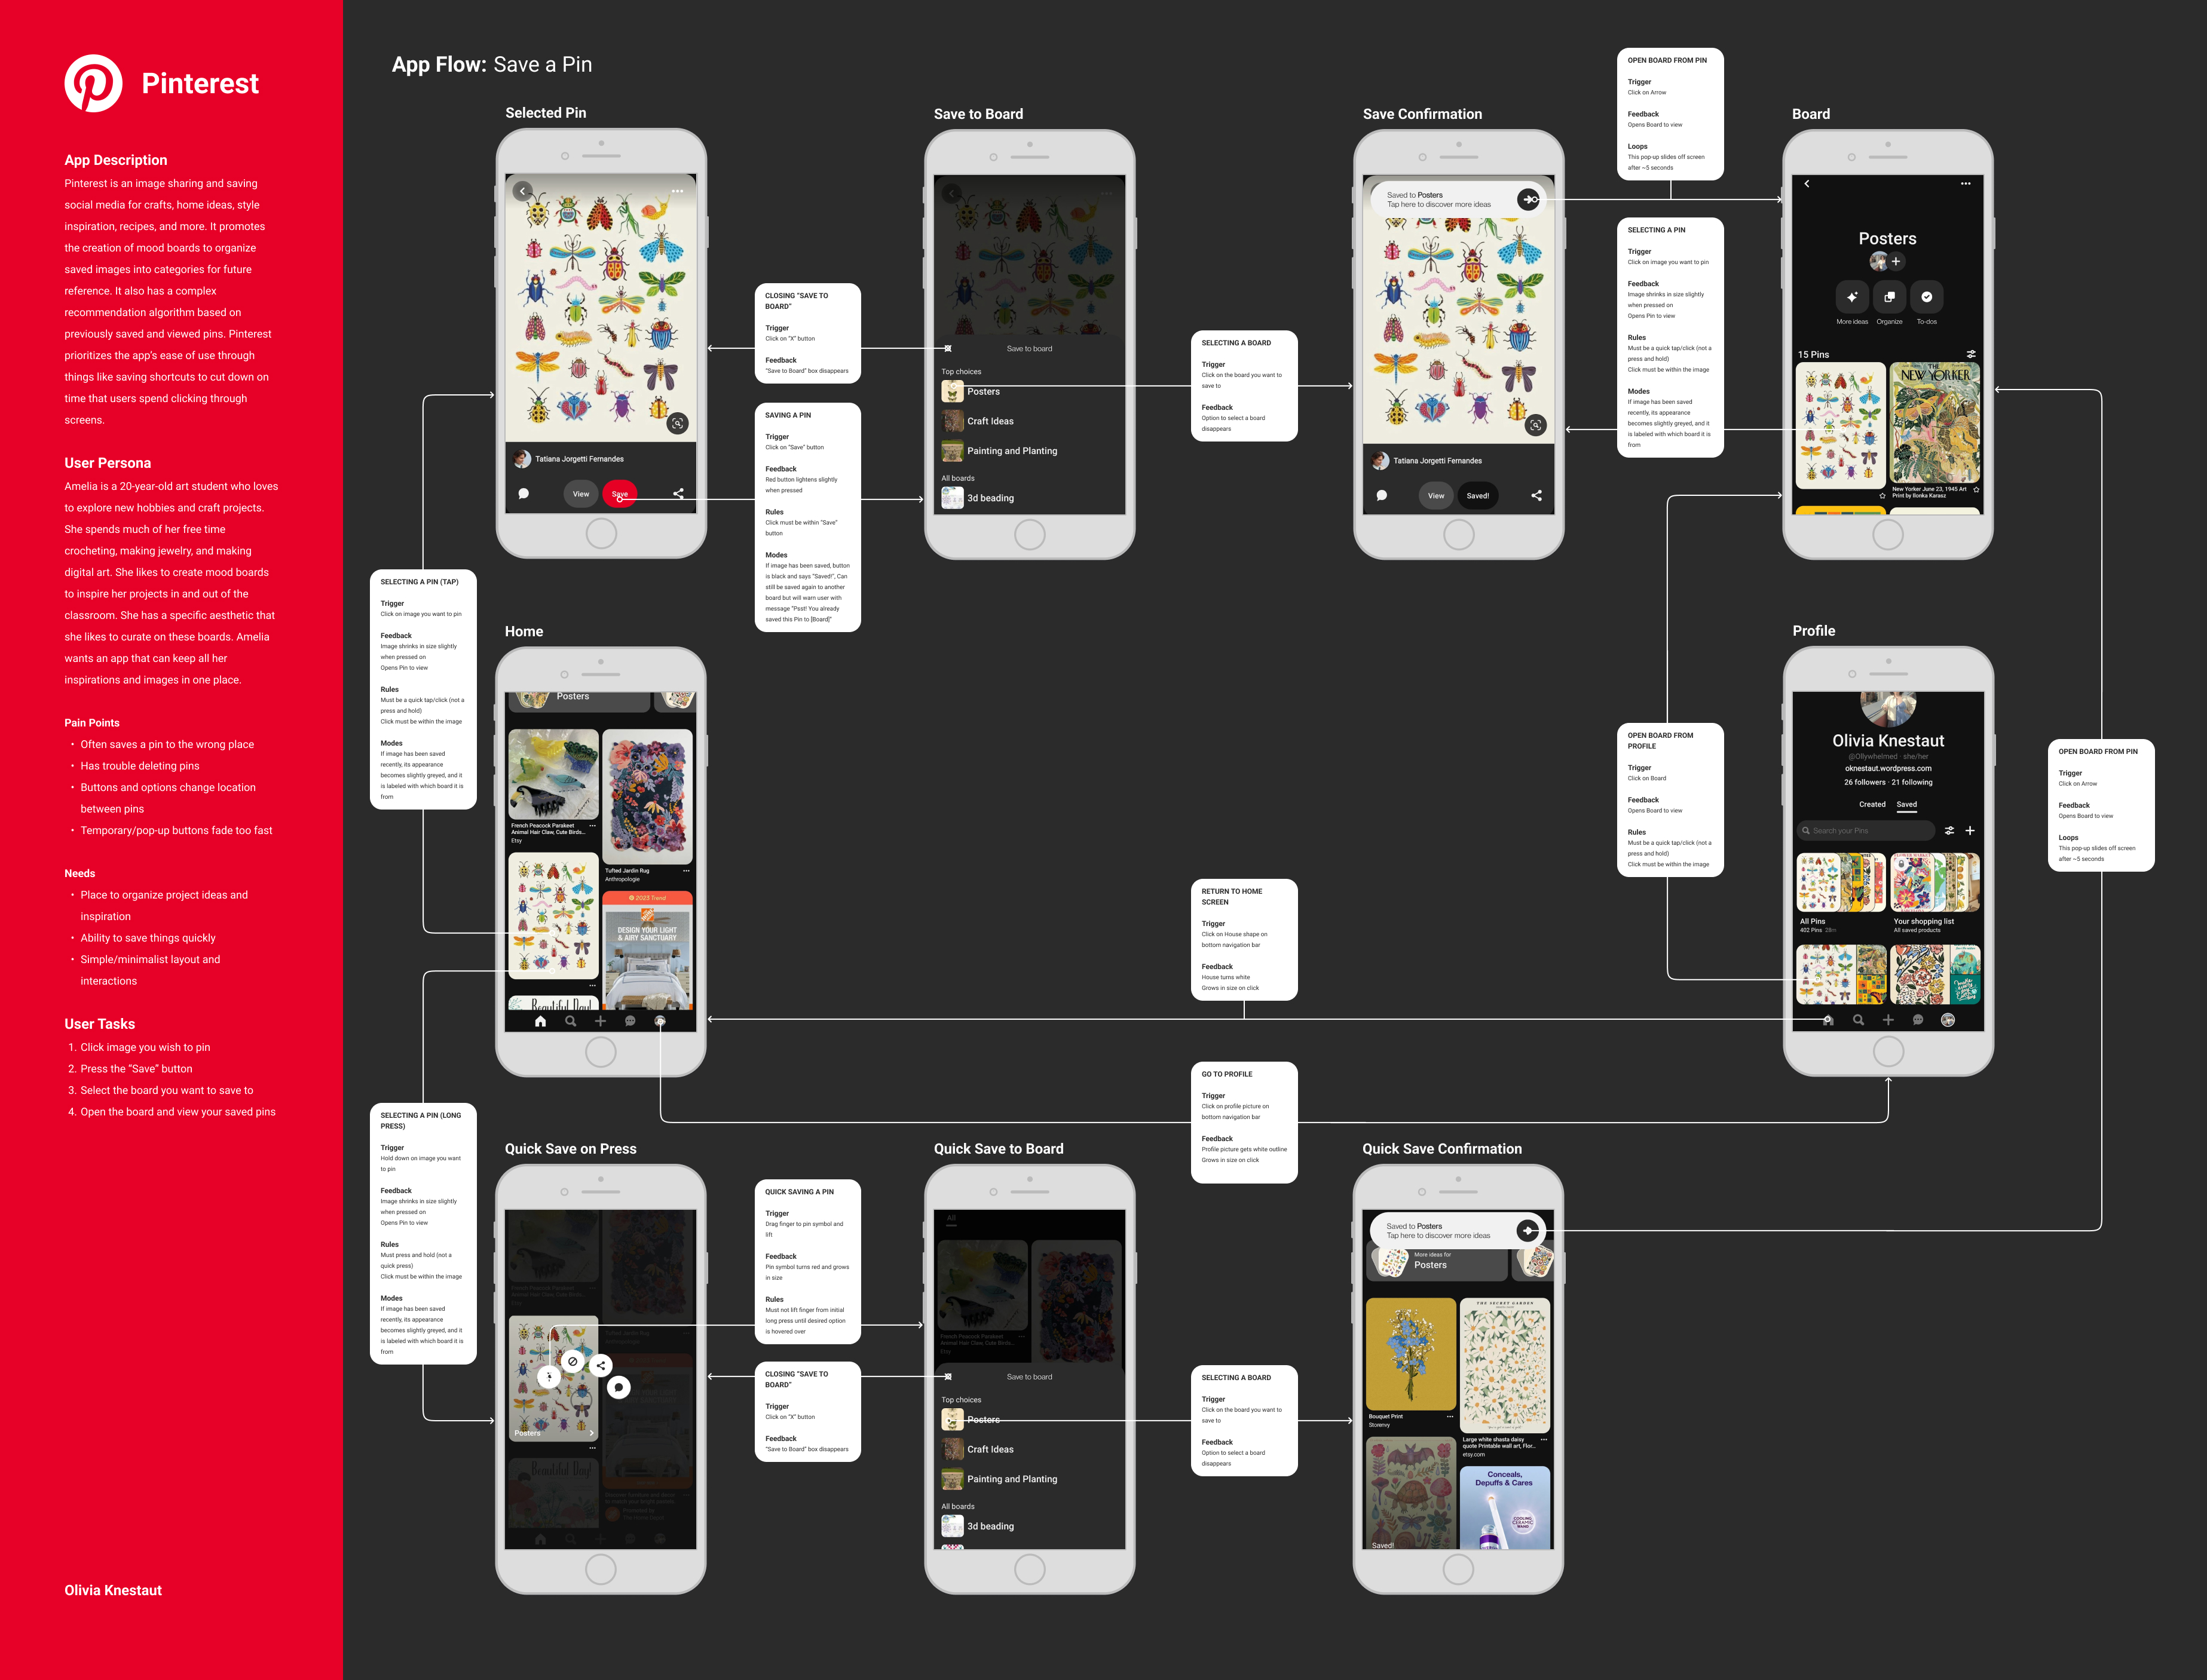 Pinterest
App Description
Pinterest is an image sharing and saving
social media for crafts, home ideas, style
inspiration, recipes, and more. It promotes
the creation of mood boards to organize
saved images into categories for future
reference. It also has a complex
recommendation algorithm based on
previously saved and viewed pins. Pinterest
prioritizes the app's ease of use through
things like saving shortcuts to cut down on
time that users spend clicking through
screens.
User Persona
Amelia is a 20-year-old art student who loves
to explore new hobbies and craft projects.
She spends much of her free time
crocheting, making jewelry, and making
digital art. She likes to create mood boards
to inspire her projects in and out of the
classroom. She has a specific aesthetic that
she likes to curate on these boards. Amelia
wants an app that can keep all her
inspirations and images in one place.
Pain Points
• Often saves a pin to the wrong place
• Has trouble deleting pins
• Buttons and options change location
between pins
• Temporary/pop-up buttons fade too fast
Needs
• Place to organize project ideas and
inspiration
• Ability to save things quickly
• Simple/minimalist layout and
interactions
User Tasks
1. Click image you wish to pin
2. Press the "Save" button
3. Select the board you want to save to
4. Open the board and view your saved pins
Olivia Knestaut
App Flow: Save a Pin
Selected Pin
Tatiana Jorgetti Fernandes
View
Save
CLOSING "SAVE TO
BOARD"
Trigger
Click on "X" button
Feedback
"Save to Board" box disappears
SAVING A PIN
Trigger
Click on "Save" button
Feedback
Red button lightens slightly
when pressed
Rules
Click must be within "Save"
button
Modes
If image has been saved, button
is black and says "Saved!", Can
still be saved again to another
board but will warn user with
message "Psst! You already
saved this Pin to [Board]"
Save to Board
Save to board
Top choices
Posters
Craft Ideas
Painting and Planting
All boards
3d beading
SELECTING A BOARD
Trigger
Click on the board you want to
save to
Feedback
Option to select a board
disappears
Save Confirmation
Saved to Posters
Tap here to discover more ideas
Tatiana Jorgetti Fernandes
View
Saved!
OPEN BOARD FROM PIN
Trigger
Click on Arrow
Feedback
Opens Board to view
Loops
This pop-up slides off screen
after ~5 seconds
SELECTING A PIN
Trigger
Click on image you want to pin
Feedback
Image shrinks in size slightly
when pressed on
Opens Pin to view
Rules
Must be a quick tap/click (not a
press and hold)
Click must be within the image
Modes
If image has been saved
recently, its appearance
becomes slightly greyed, and it
is labeled with which board it is
from
Board
Posters
More ideas
Organize
To-dos
15 Pins
THE
NEW YORKER
New Yorker June 23, 1945 Art
Print by Ilonka Karasz
SELECTING A PIN (TAP)
Trigger
Click on image you want to pin
Feedback
Image shrinks in size slightly
when pressed on
Opens Pin to view
Rules
Must be a quick tap/click (not a
press and hold)
Click must be within the image
Modes
If image has been saved
recently, its appearance
becomes slightly greyed, and it
is labeled with which board it is
from
Home
Posters
French Peacock Parakeet
Animal Hair Claw, Cute Birds...
Etsy
Tufted Jardin Rug
Anthropologie
2023 Trend
DESIGN YOUR LIGHT
& AIRY SANCTUARY
Beautiful Day!
RETURN TO HOME
SCREEN
Trigger
Click on House shape on
bottom navigation bar
Feedback
House turns white
Grows in size on click
GO TO PROFILE
Trigger
Click on profile picture on
bottom navigation bar
Feedback
Profile picture gets white outline
Grows in size on click
OPEN BOARD FROM
PROFILE
Trigger
Click on Board
Feedback
Opens Board to view
Rules
Must be a quick tap/click (not a
press and hold)
Click must be within the image
Profile
Olivia Knestaut
@Ollywhelmed · she/her
oknestaut.wordpress.com
26 followers · 21 following
Created
Saved
Search your Pins
All Pins
402 Pins 28m
Your shopping list
All saved products
OPEN BOARD FROM PIN
Trigger
Click on Arrow
Feedback
Opens Board to view
Loops
This pop-up slides off screen
after ~5 seconds
SELECTING A PIN (LONG
PRESS)
Trigger
Hold down on image you want
to pin
Feedback
Image shrinks in size slightly
when pressed on
Opens Pin to view
Rules
Must press and hold (not a
quick press)
Click must be within the image
Modes
If image has been saved
recently, its appearance
becomes slightly greyed, and it
is labeled with which board it is
from
Quick Save on Press
French Peacock Parakeet
Animal Hair Claw, Cute Birds...
Etsy
Tufted Jardin Rug
Posters
Beautiful Day!
QUICK SAVING A PIN
Trigger
Drag finger to pin symbol and
lift
Feedback
Pin symbol turns red and grows
in size
Rules
Must not lift finger from initial
long press until desired option
is hovered over
CLOSING "SAVE TO
BOARD"
Trigger
Click on "X" button
Feedback
"Save to Board" box disappears
Quick Save to Board
All
French Peacock Parakeet
Animal Hair Claw, Cute Birds...
Etsy
Save to board
Top choices
Posters
Craft Ideas
Painting and Planting
All boards
3d beading
SELECTING A BOARD
Trigger
Click on the board you want to
save to
Feedback
Option to select a board
disappears
Quick Save Confirmation
Saved to Posters
Tap here to discover more ideas
More ideas for
Posters
Bouquet Print
Storenvy
THE SECRET GARDEN
Large white shasta daisy
quote Printable wall art, Flor...
etsy.com
Conceals,
Depuffs & Cares
COOLING
CERAMIC
WAND
Saved!